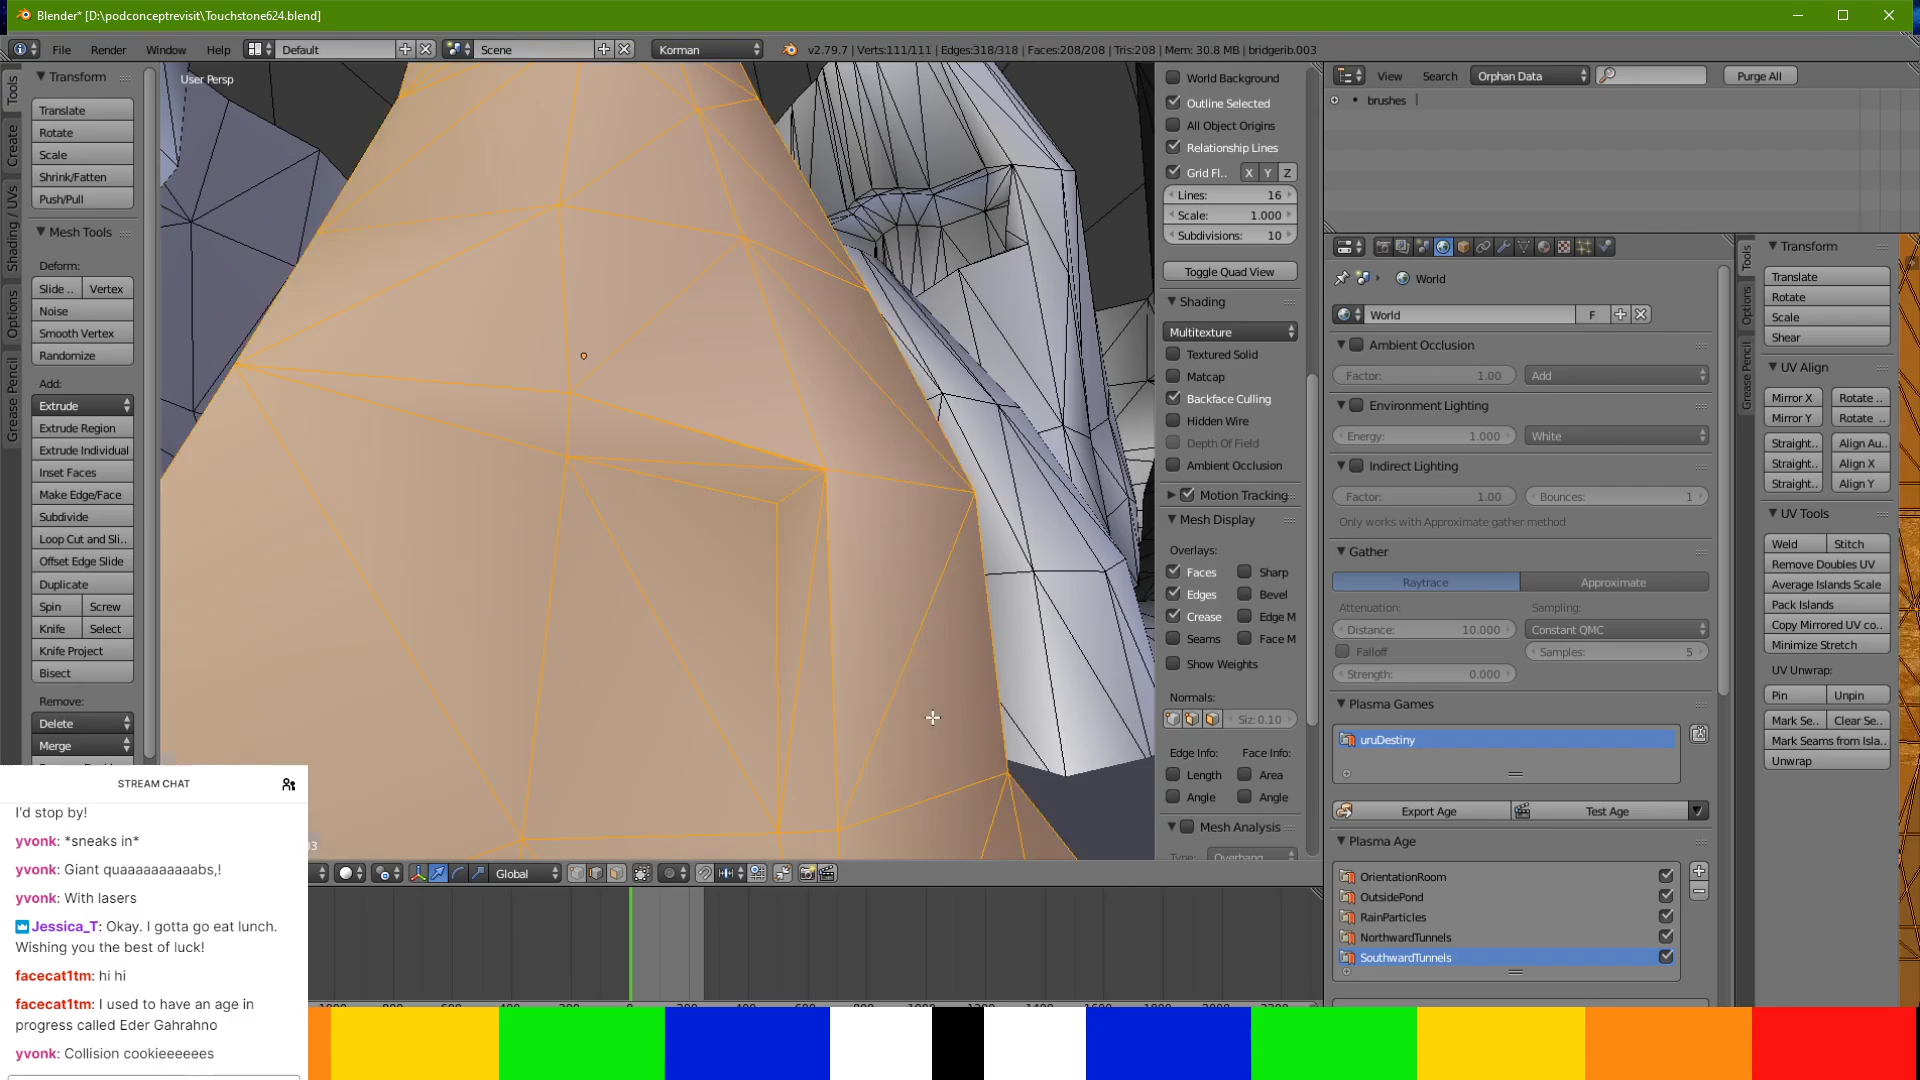 Blender* [D:\podconceptrevisit\Touchstone624.blend]
File Render Window Help Default Scene Korman v2.79.7 | Verts:111/111 | Edges:318/318 | Faces:208/208 | Tris:208 | Mem: 30.8 MB | bridgerib.003
Tools
Create
Shading / UVs
Options
Grease Pencil
Transform
Translate
Rotate
Scale
Shrink/Fatten
Push/Pull
Mesh Tools
Deform:
Slide .. Vertex
Noise
Smooth Vertex
Randomize
Add:
Extrude
Extrude Region
Extrude Individual
Inset Faces
Make Edge/Face
Subdivide
Loop Cut and Sli..
Offset Edge Slide
Duplicate
Spin Screw
Knife Select
Knife Project
Bisect
Remove:
Delete
Merge
User Persp
03
Global
World Background
Outline Selected
All Object Origins
Relationship Lines
Grid Fl.. X Y Z
Lines: 16
Scale: 1.000
Subdivisions: 10
Toggle Quad View
Shading
Multitexture
Textured Solid
Matcap
Backface Culling
Hidden Wire
Depth Of Field
Ambient Occlusion
Motion Tracking
Mesh Display
Overlays:
Faces Sharp
Edges Bevel
Crease Edge M
Seams Face M
Show Weights
Normals:
Siz: 0.10
Edge Info: Face Info:
Length Area
Angle Angle
Mesh Analysis
Type: Overhang
View Search Orphan Data Purge All
brushes
World
World F
Ambient Occlusion
Factor: 1.00 Add
Environment Lighting
Energy: 1.000 White
Indirect Lighting
Factor: 1.00 Bounces: 1
Only works with Approximate gather method
Gather
Raytrace Approximate
Attenuation: Sampling:
Distance: 10.000 Constant QMC
Falloff Samples: 5
Strength: 0.000
Plasma Games
uruDestiny
Export Age Test Age
Plasma Age
OrientationRoom
OutsidePond
RainParticles
NorthwardTunnels
SouthwardTunnels
Tools
Options
Grease Pencil
Transform
Translate
Rotate
Scale
Shear
UV Align
Mirror X Rotate ..
Mirror Y Rotate ..
Straight.. Align Au..
Straight.. Align X
Straight.. Align Y
UV Tools
Weld Stitch
Remove Doubles UV
Average Islands Scale
Pack Islands
Copy Mirrored UV co..
Minimize Stretch
UV Unwrap:
Pin Unpin
Mark Se.. Clear Se..
Mark Seams from Isla..
Unwrap
STREAM CHAT
I'd stop by!
yvonk: *sneaks in*
yvonk: Giant quaaaaaaaaaabs,!
yvonk: With lasers
Jessica_T: Okay. I gotta go eat lunch.
Wishing you the best of luck!
facecat1tm: hi hi
facecat1tm: I used to have an age in
progress called Eder Gahrahno
yvonk: Collision cookieeeeees